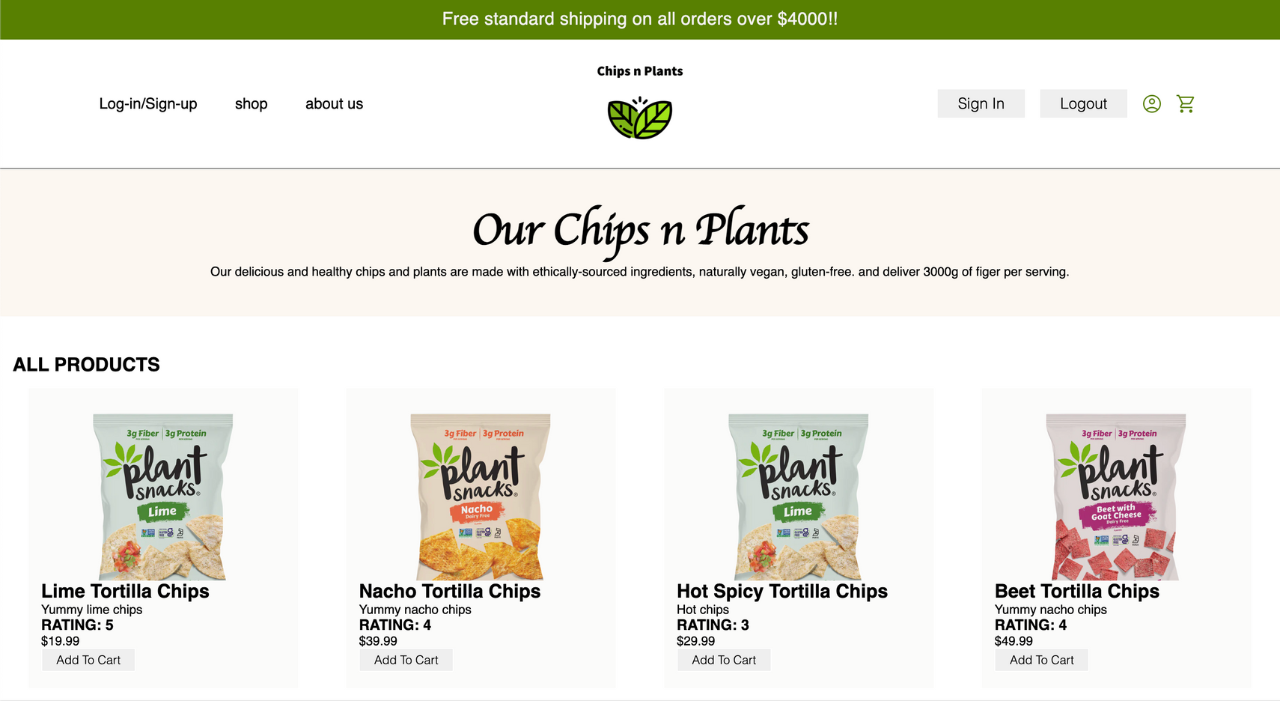 Free standard shipping on all orders over $4000!!
Chips n Plants
Log-in/Sign-up shop about us
Sign In Logout
Our Chips n Plants
Our delicious and healthy chips and plants are made with ethically-sourced ingredients, naturally vegan, gluten-free. and deliver 3000g of figer per serving.
ALL PRODUCTS
3g Fiber 3g Protein
plant
snacks
Lime
Lime Tortilla Chips
Yummy lime chips
RATING: 5
$19.99
Add To Cart
3g Fiber 3g Protein
plant
snacks
Nacho
Dairy Free
Nacho Tortilla Chips
Yummy nacho chips
RATING: 4
$39.99
Add To Cart
3g Fiber 3g Protein
plant
snacks
Lime
Hot Spicy Tortilla Chips
Hot chips
RATING: 3
$29.99
Add To Cart
3g Fiber 3g Protein
plant
snacks
Beet with
Goat Cheese
Dairy Free
Beet Tortilla Chips
Yummy nacho chips
RATING: 4
$49.99
Add To Cart